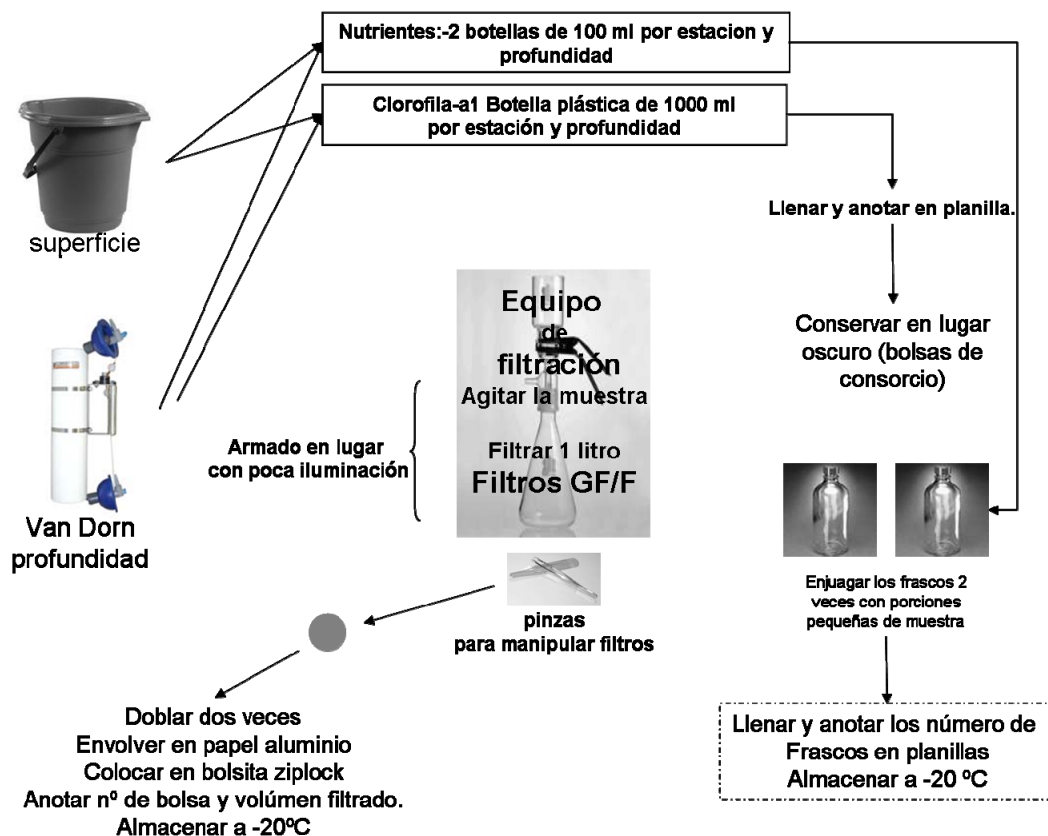 Nutrientes:-2 botellas de 100 ml por estacion y
profundidad
Clorofila-a1 Botella plástica de 1000 ml
por estación y profundidad
superficie
Llenar y anotar en planilla.
Conservar en lugar
oscuro (bolsas de
consorcio)
Equipo
de
filtración
Agitar la muestra
Filtrar 1 litro
Filtros GF/F
Armado en lugar
con poca iluminación
Van Dorn
profundidad
pinzas
para manipular filtros
Enjuagar los frascos 2
veces con porciones
pequeñas de muestra
Doblar dos veces
Envolver en papel aluminio
Colocar en bolsita ziplock
Anotar nº de bolsa y volúmen filtrado.
Almacenar a -20ºC
Llenar y anotar los número de
Frascos en planillas
Almacenar a -20 ºC